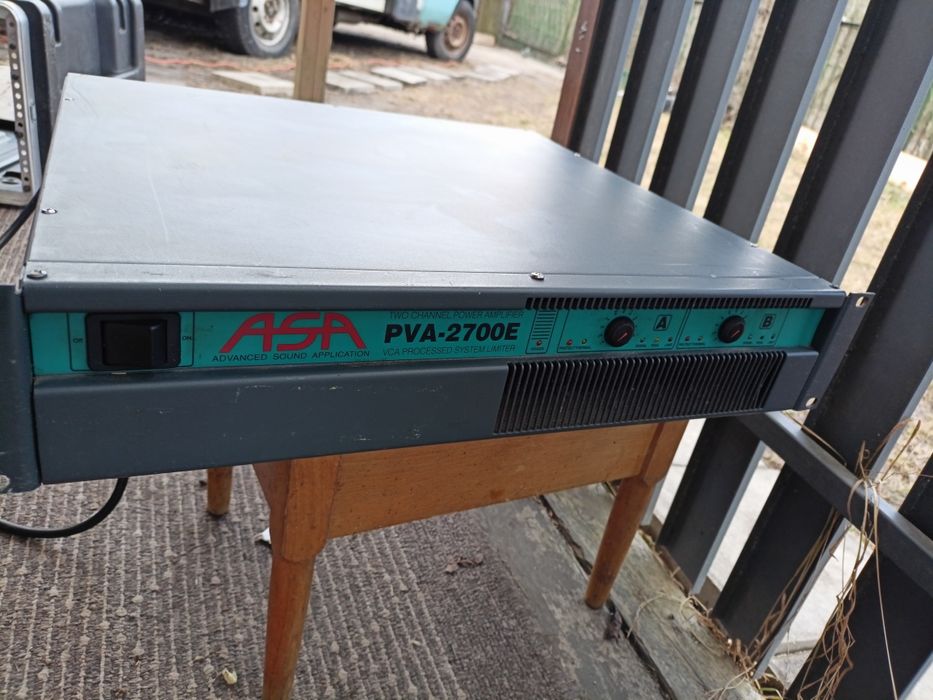 OFF
ON
ASA
ADVANCED SOUND APPLICATION
TWO CHANNEL POWER AMPLIFIER
PVA-2700E
VCA PROCESSED SYSTEM LIMITER
A
B